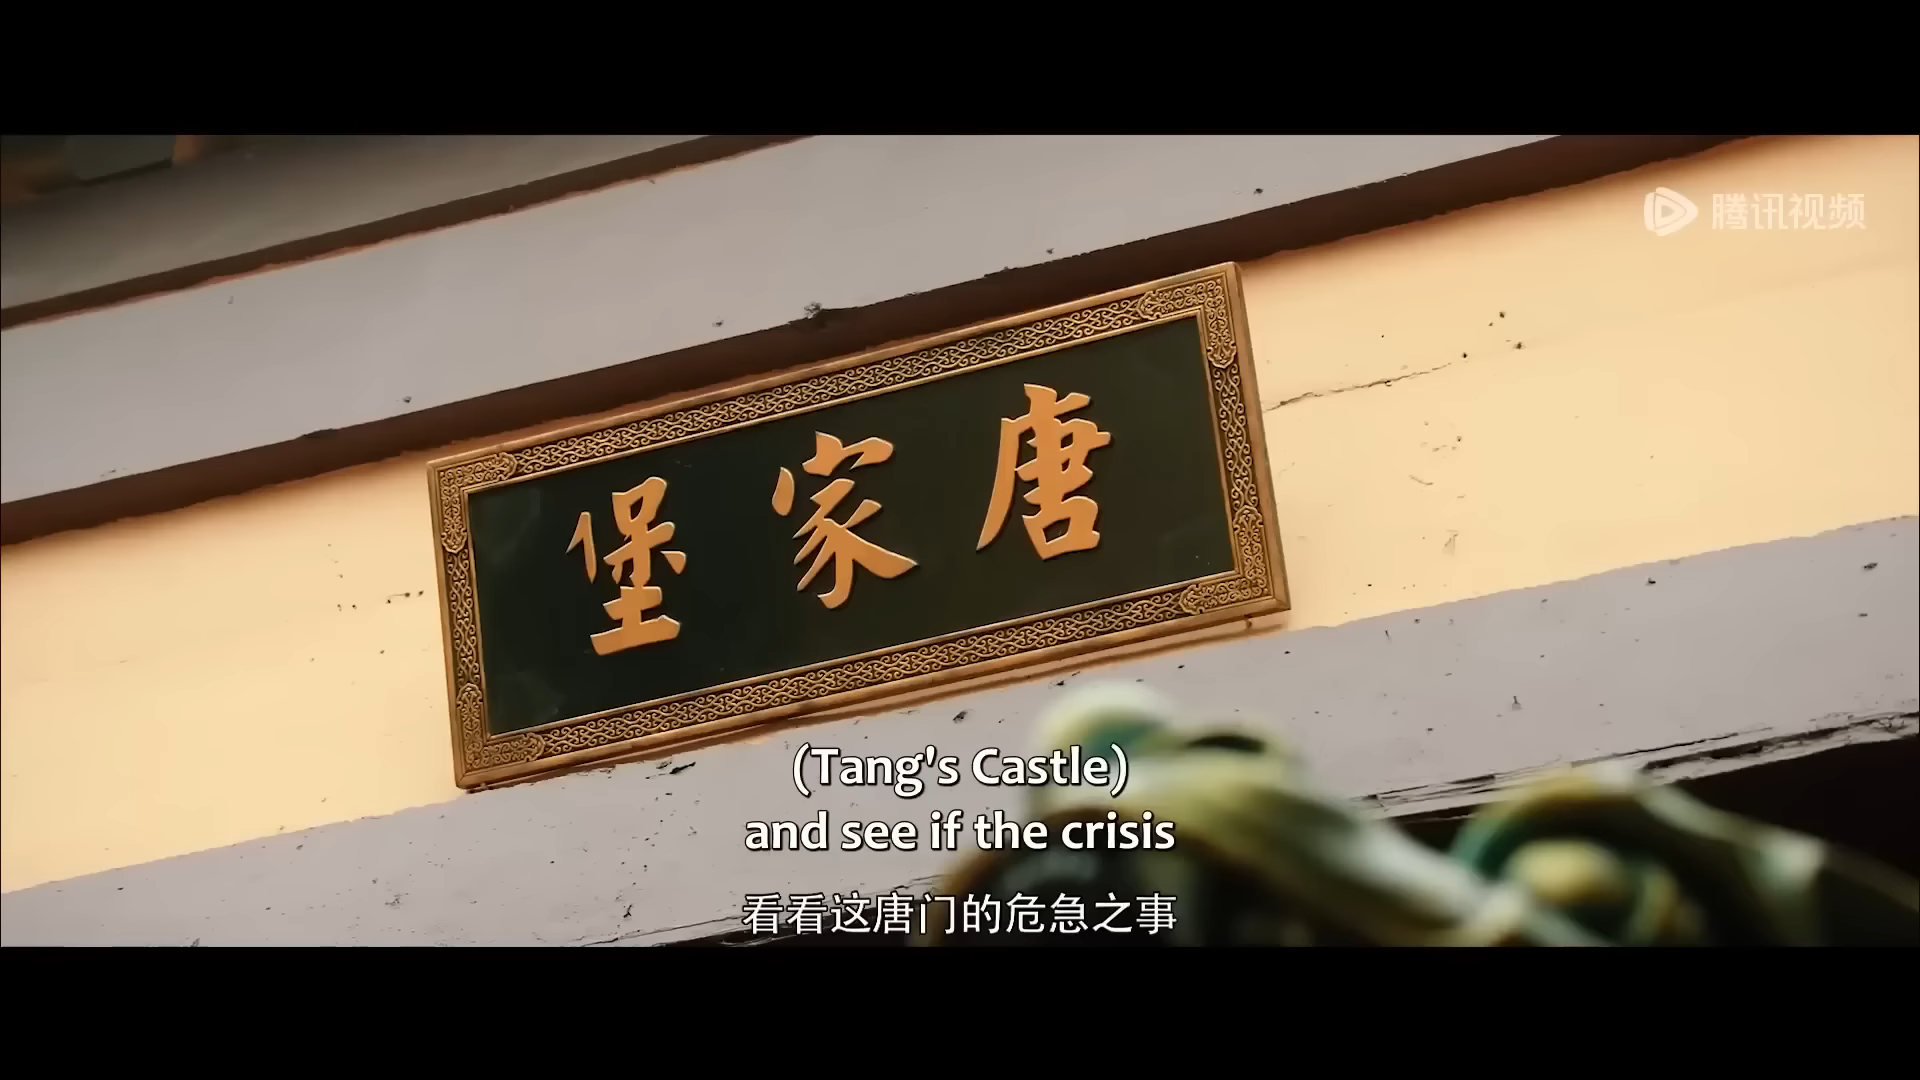 腾讯视频
唐家堡
(Tang's Castle)
and see if the crisis
看看这唐门的危急之事